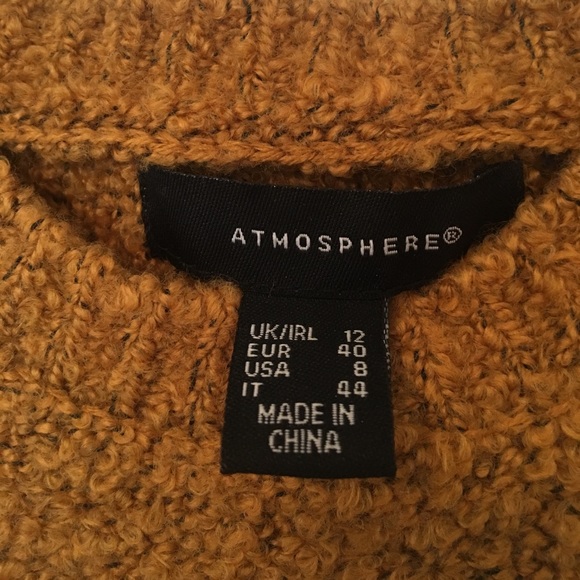 ATMOSPHERE®
UK/IRL 12
EUR 40
USA 8
IT 44
MADE IN
CHINA